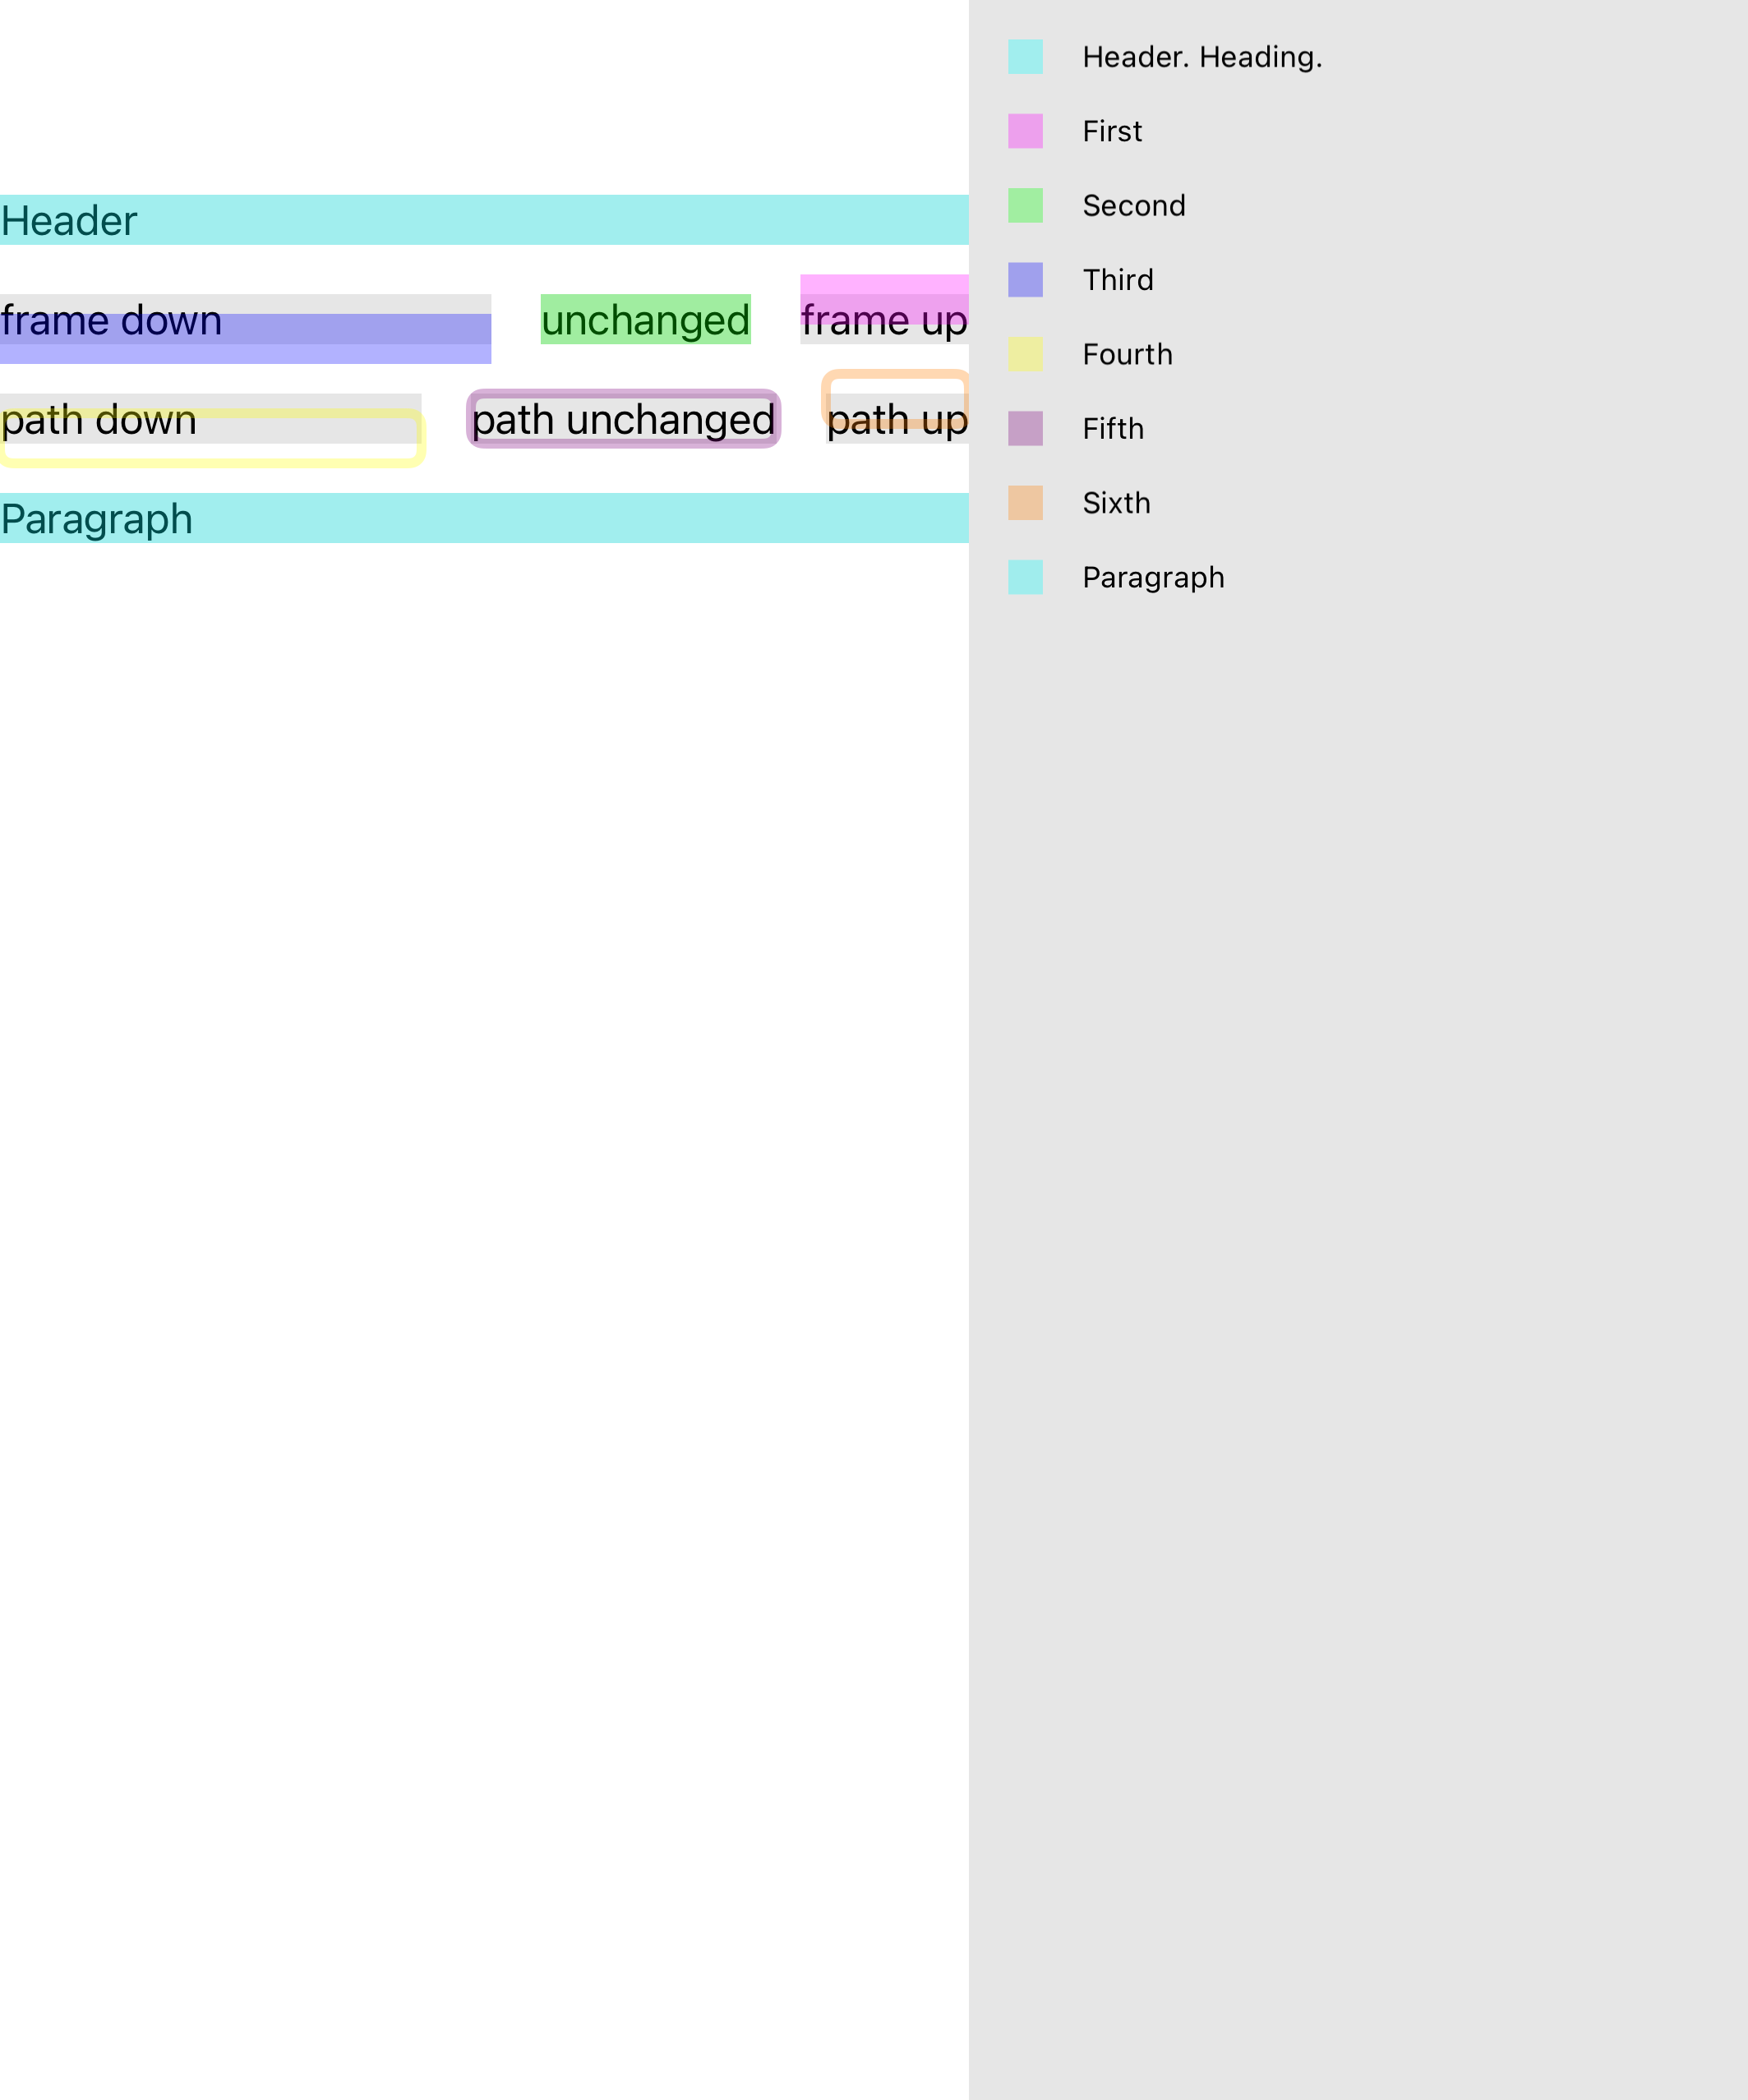 Header
frame down unchanged frame up
path down path unchanged path up
Paragraph
Header. Heading.
First
Second
Third
Fourth
Fifth
Sixth
Paragraph